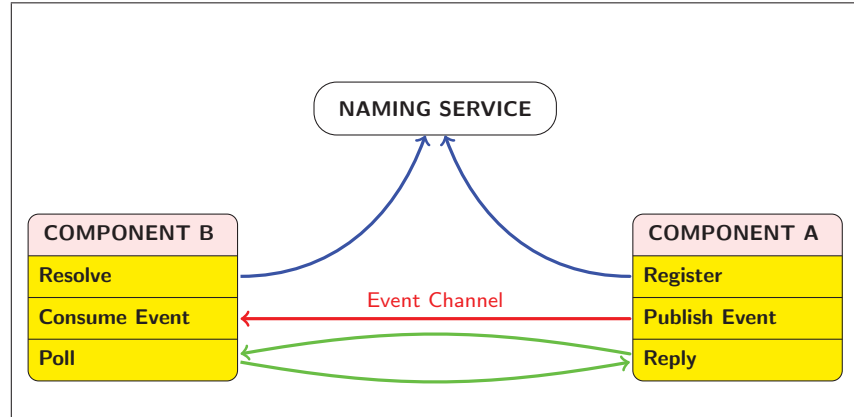 NAMING SERVICE
COMPONENT B
COMPONENT A
Resolve
Register
Event Channel
Consume Event
Publish Event
Poll
Reply